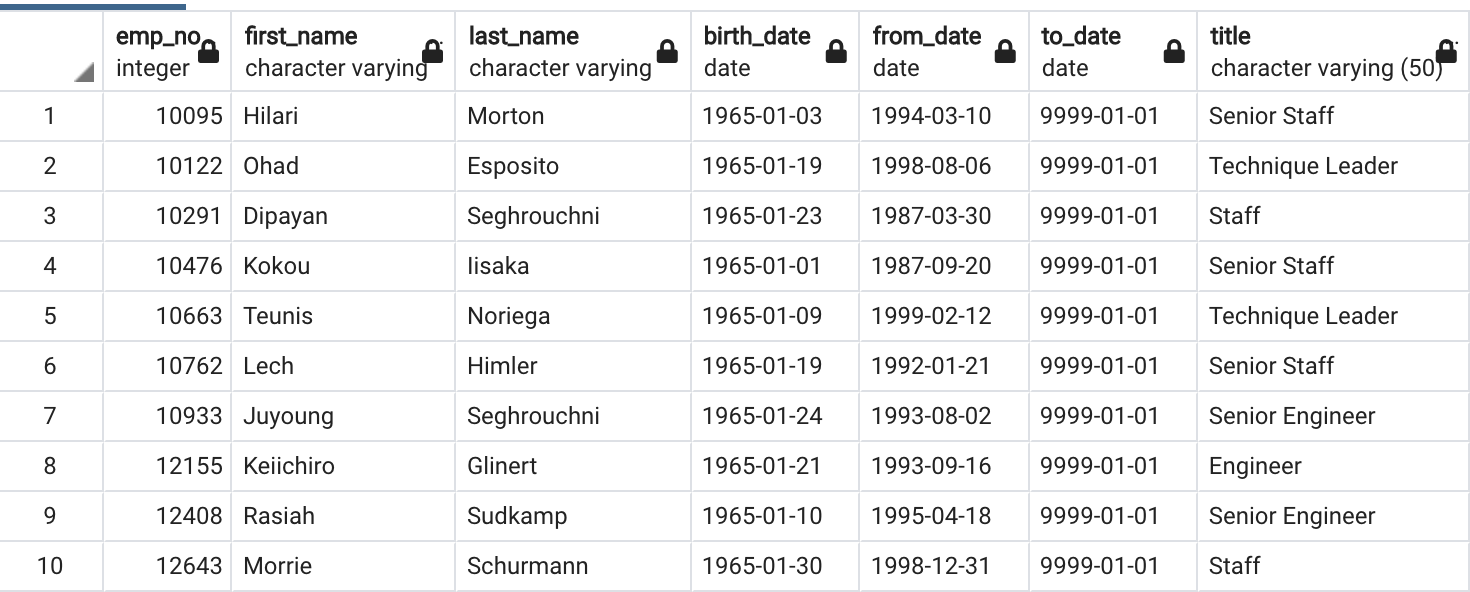 emp_no first_name last_name birth_date from_date to_date title
integer character varying character varying date date date character varying (50)
1 10095 Hilari Morton 1965-01-03 1994-03-10 9999-01-01 Senior Staff
2 10122 Ohad Esposito 1965-01-19 1998-08-06 9999-01-01 Technique Leader
3 10291 Dipayan Seghrouchni 1965-01-23 1987-03-30 9999-01-01 Staff
4 10476 Kokou Iisaka 1965-01-01 1987-09-20 9999-01-01 Senior Staff
5 10663 Teunis Noriega 1965-01-09 1999-02-12 9999-01-01 Technique Leader
6 10762 Lech Himler 1965-01-19 1992-01-21 9999-01-01 Senior Staff
7 10933 Juyoung Seghrouchni 1965-01-24 1993-08-02 9999-01-01 Senior Engineer
8 12155 Keiichiro Glinert 1965-01-21 1993-09-16 9999-01-01 Engineer
9 12408 Rasiah Sudkamp 1965-01-10 1995-04-18 9999-01-01 Senior Engineer
10 12643 Morrie Schurmann 1965-01-30 1998-12-31 9999-01-01 Staff